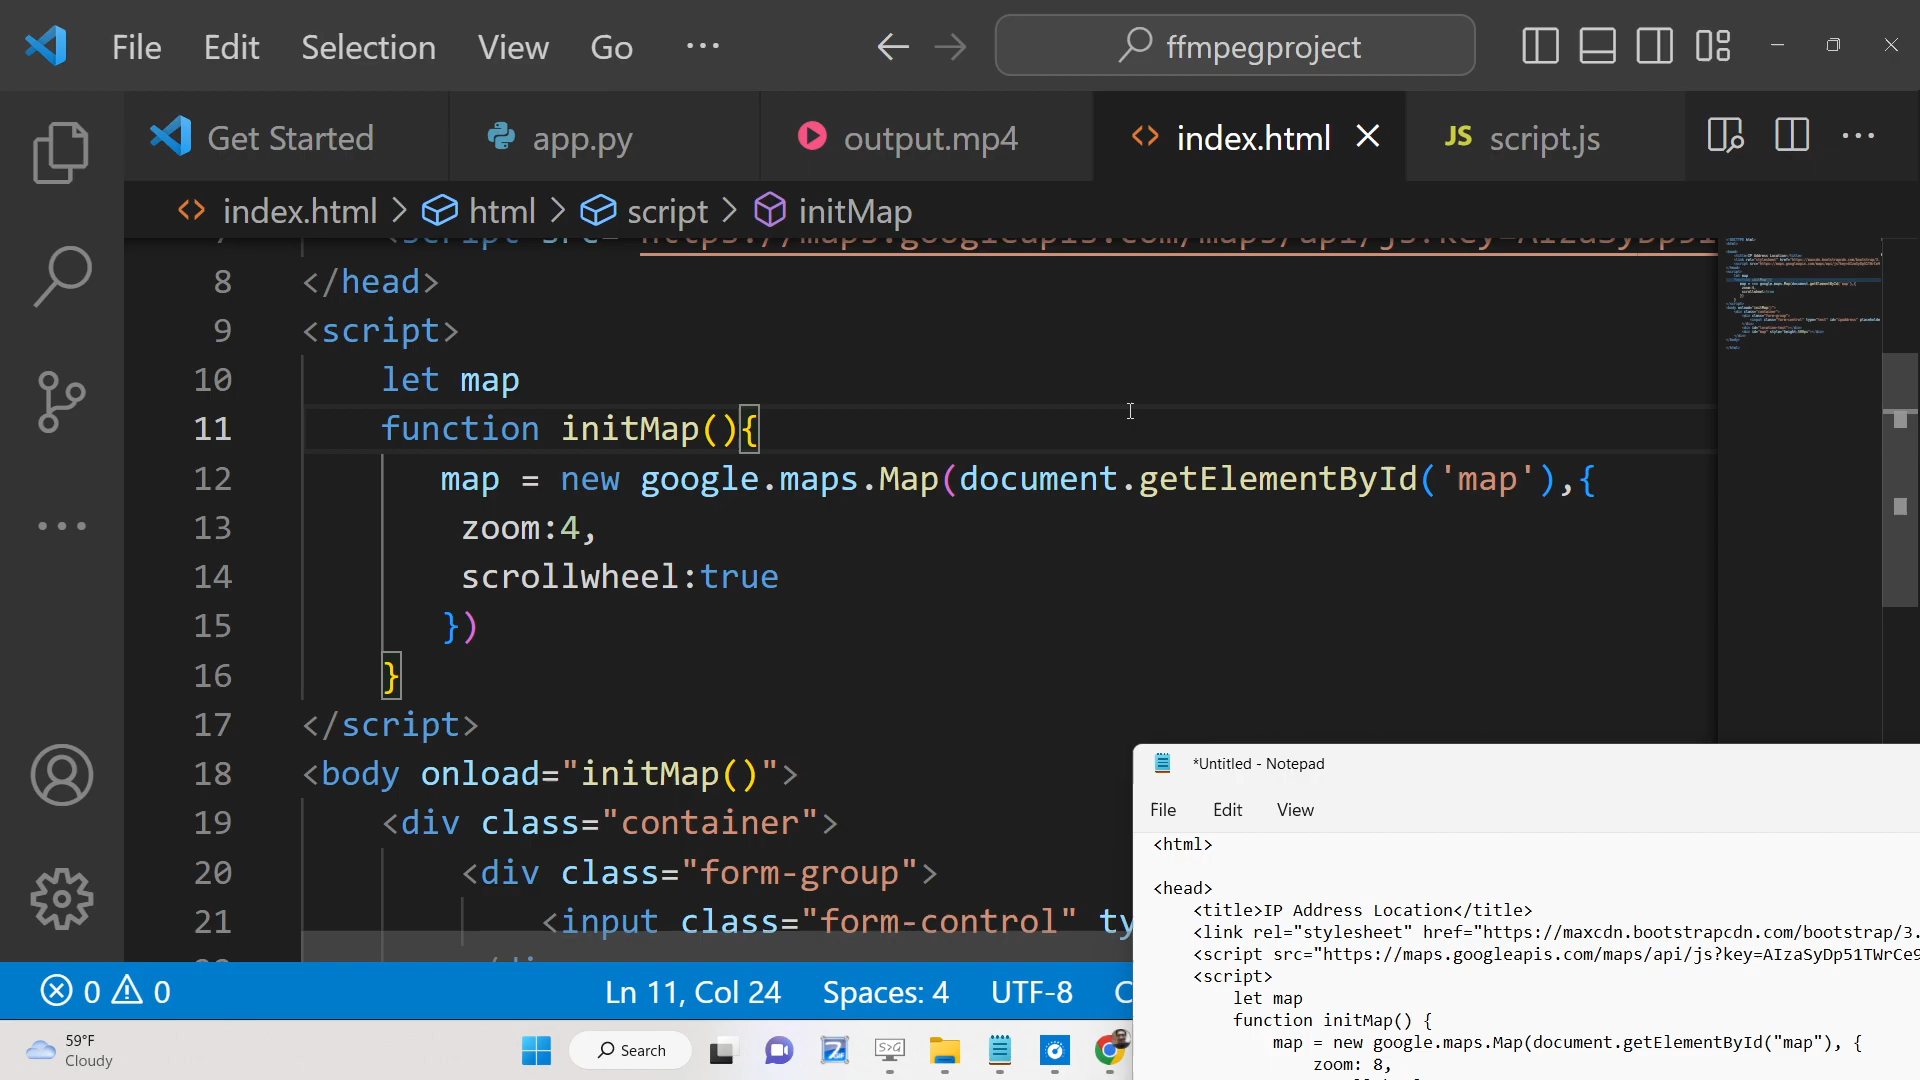 File Edit Selection View Go ... ffmpegproject
Get Started app.py output.mp4 index.html JS script.js ...
index.html > html > script > initMap
8 </head>
9 <script>
10 let map
11 function initMap(){
12 map = new google.maps.Map(document.getElementById('map'),{
13 zoom:4,
14 scrollwheel:true
15 })
16 }
17 </script>
18 <body onload="initMap()">
19 <div class="container">
20 <div class="form-group">
21 <input class="form-control" ty
*Untitled - Notepad
File Edit View
<html>
<head>
<title>IP Address Location</title>
<link rel="stylesheet" href="https://maxcdn.bootstrapcdn.com/bootstrap/3.
<script src="https://maps.googleapis.com/maps/api/js?key=AIzaSyDp51TWrCe9
<script>
let map
function initMap() {
map = new google.maps.Map(document.getElementById("map"), {
zoom: 8,
0 0 Ln 11, Col 24 Spaces: 4 UTF-8
59°F
Cloudy
Search